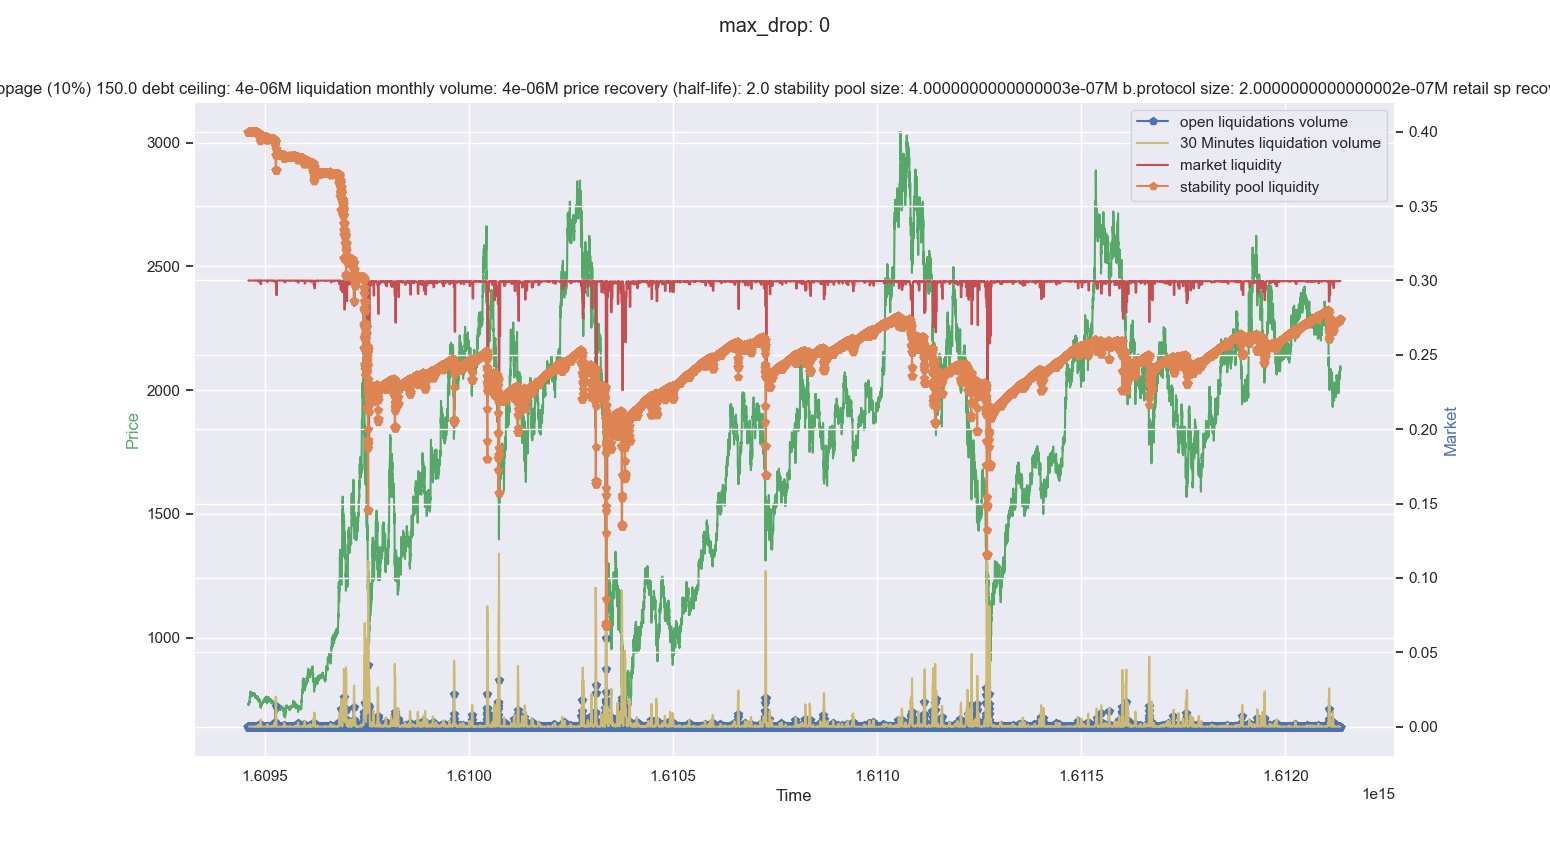 max_drop: 0
(10%) 150.0 debt ceiling: 4e-06M liquidation monthly volume: 4e-06M price recovery (half-life): 2.0 stability pool size: 4.0000000000000003e-07M b.protocol size: 2.0000000000000002e-07M retail sp
open liquidations volume
30 Minutes liquidation volume
market liquidity
stability pool liquidity
3000
2500
2000
1500
1000
Price
0.40
0.35
0.30
0.25
0.20
0.15
0.10
0.05
0.00
Market
1.6095 1.6100 1.6105 1.6110 1.6115 1.6120
Time
1e15